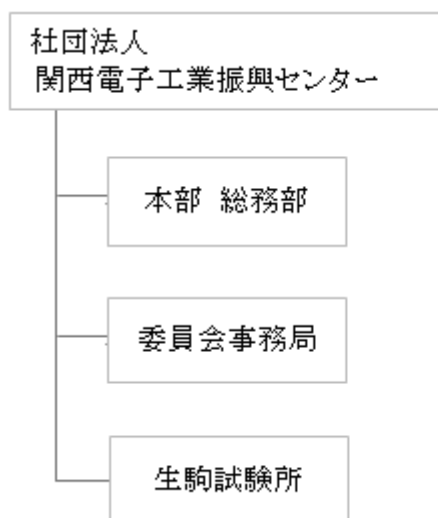 社団法人
関西電子工業振興センター
本部 総務部
委員会事務局
生駒試験所